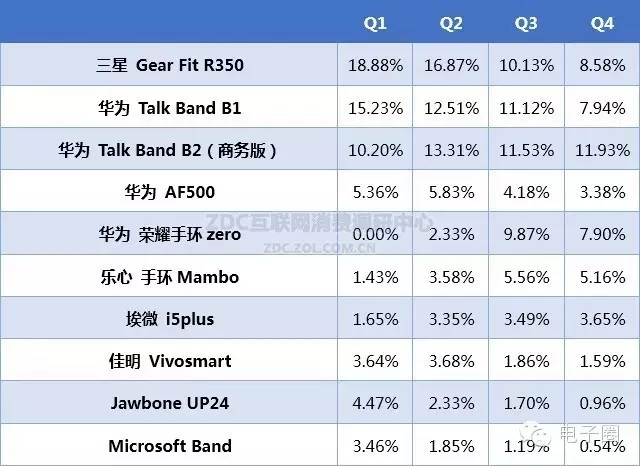 Q1 Q2 Q3 Q4
三星 Gear Fit R350 18.88% 16.87% 10.13% 8.58%
华为 Talk Band B1 15.23% 12.51% 11.12% 7.94%
华为 Talk Band B2（商务版） 10.20% 13.31% 11.53% 11.93%
华为 AF500 5.36% 5.83% 4.18% 3.38%
ZDC互联网消费调研中心
华为 荣耀手环 zero 0.00% 2.33% 9.87% 7.90%
ZDC.ZOL.COM.CN
乐心 手环 Mambo 1.43% 3.58% 5.56% 5.16%
埃微 i5plus 1.65% 3.35% 3.49% 3.65%
佳明 Vivosmart 3.64% 3.68% 1.86% 1.59%
Jawbone UP24 4.47% 2.33% 1.70% 0.96%
电子圈
Microsoft Band 3.46% 1.85% 1.19% 0.54%